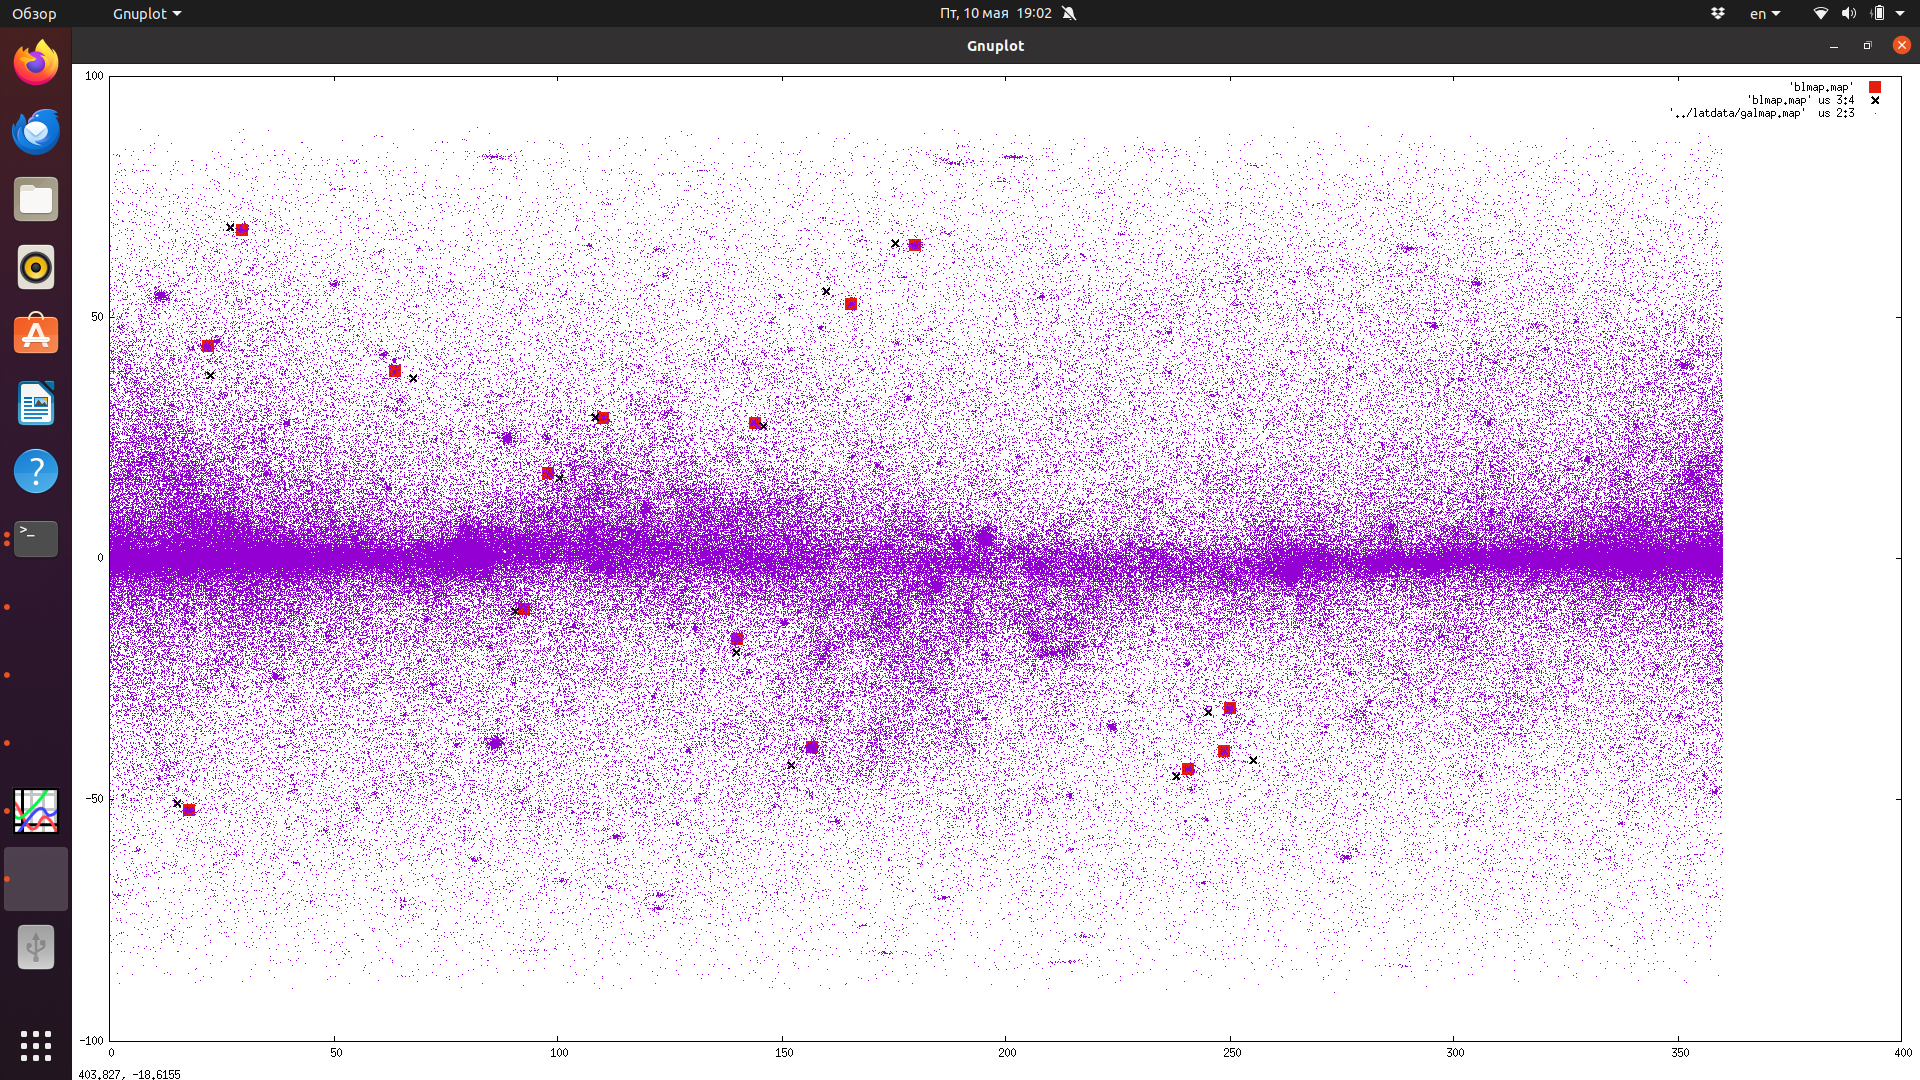 Обзор Gnuplot Пт, 10 мая 19:02 en
Gnuplot
'blmap.map'
'blmap.map' us 3:4
'../latdata/galmap.map' us 2:3
100
50
0
-50
-100
0 50 100 150 200 250 300 350 400
403.827, -18.6155